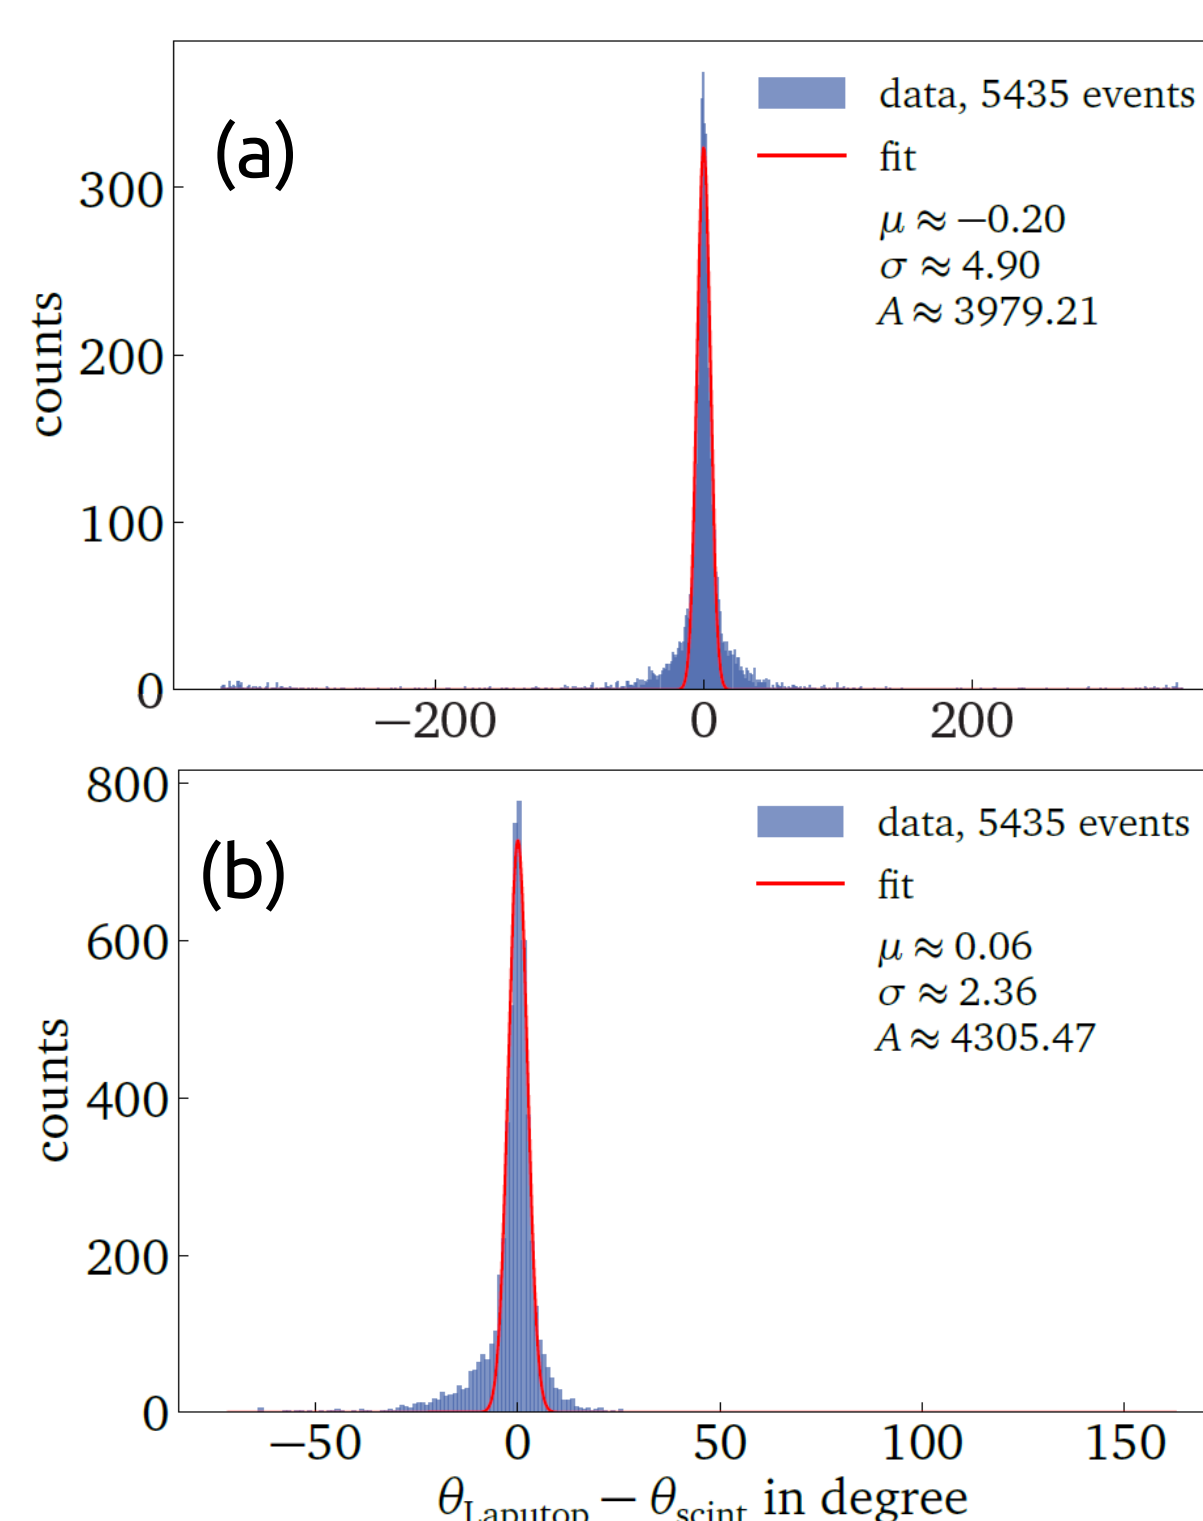 (a)
data, 5435 events
fit
μ ≈ −0.20
σ ≈ 4.90
A ≈ 3979.21
counts
300
200
100
0
−200 0 200
(b)
data, 5435 events
fit
μ ≈ 0.06
σ ≈ 2.36
A ≈ 4305.47
counts
800
600
400
200
0
−50 0 50 100 150
θLaputop − θscint in degree